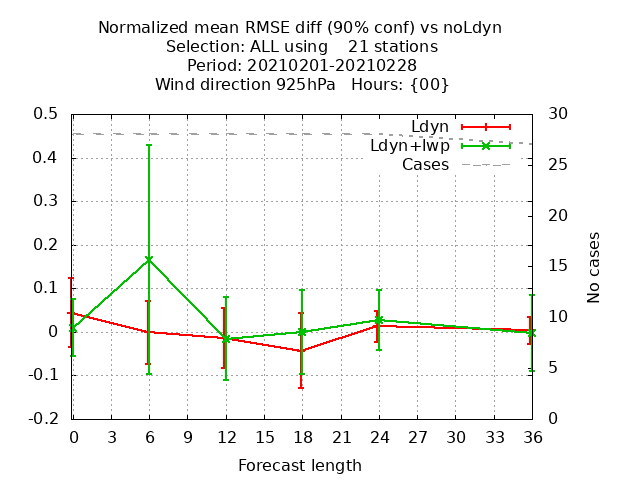 Normalized mean RMSE diff (90% conf) vs noLdyn
Selection: ALL using    21 stations
Period: 20210201-20210228
Wind direction 925hPa   Hours: {00}
0.5
0.4
0.3
0.2
0.1
0
-0.1
-0.2
Ldyn
Ldyn+lwp
Cases
30
25
20
15
10
5
0
No cases
0 3 6 9 12 15 18 21 24 27 30 33 36
Forecast length